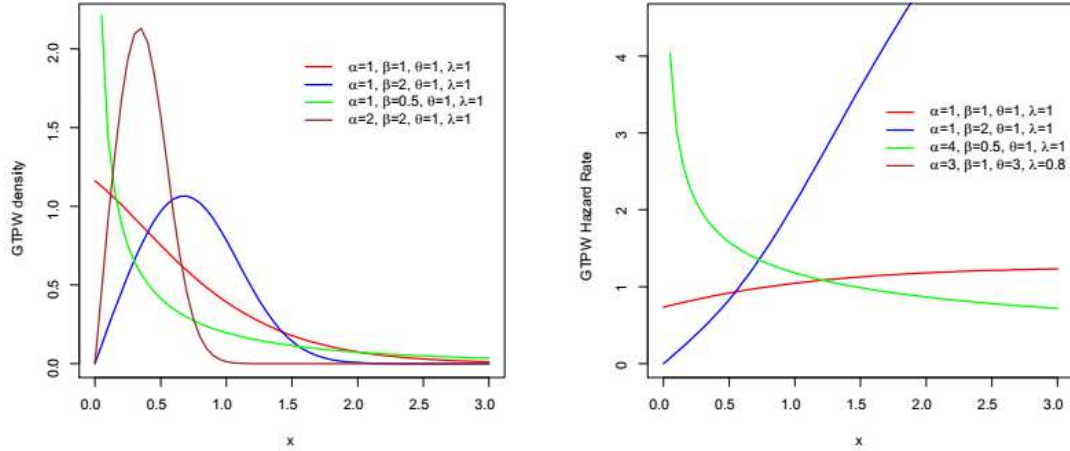 GTPW density
0.0
0.5
1.0
1.5
2.0
α=1, β=1, θ=1, λ=1
α=1, β=2, θ=1, λ=1
α=1, β=0.5, θ=1, λ=1
α=2, β=2, θ=1, λ=1
0.0 0.5 1.0 1.5 2.0 2.5 3.0
x
GTPW Hazard Rate
0
1
2
3
4
α=1, β=1, θ=1, λ=1
α=1, β=2, θ=1, λ=1
α=4, β=0.5, θ=1, λ=1
α=3, β=1, θ=3, λ=0.8
0.0 0.5 1.0 1.5 2.0 2.5 3.0
x